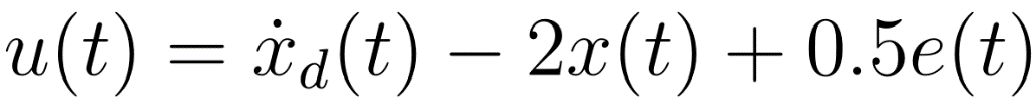 u(t) = ẋ_d(t) − 2x(t) + 0.5e(t)